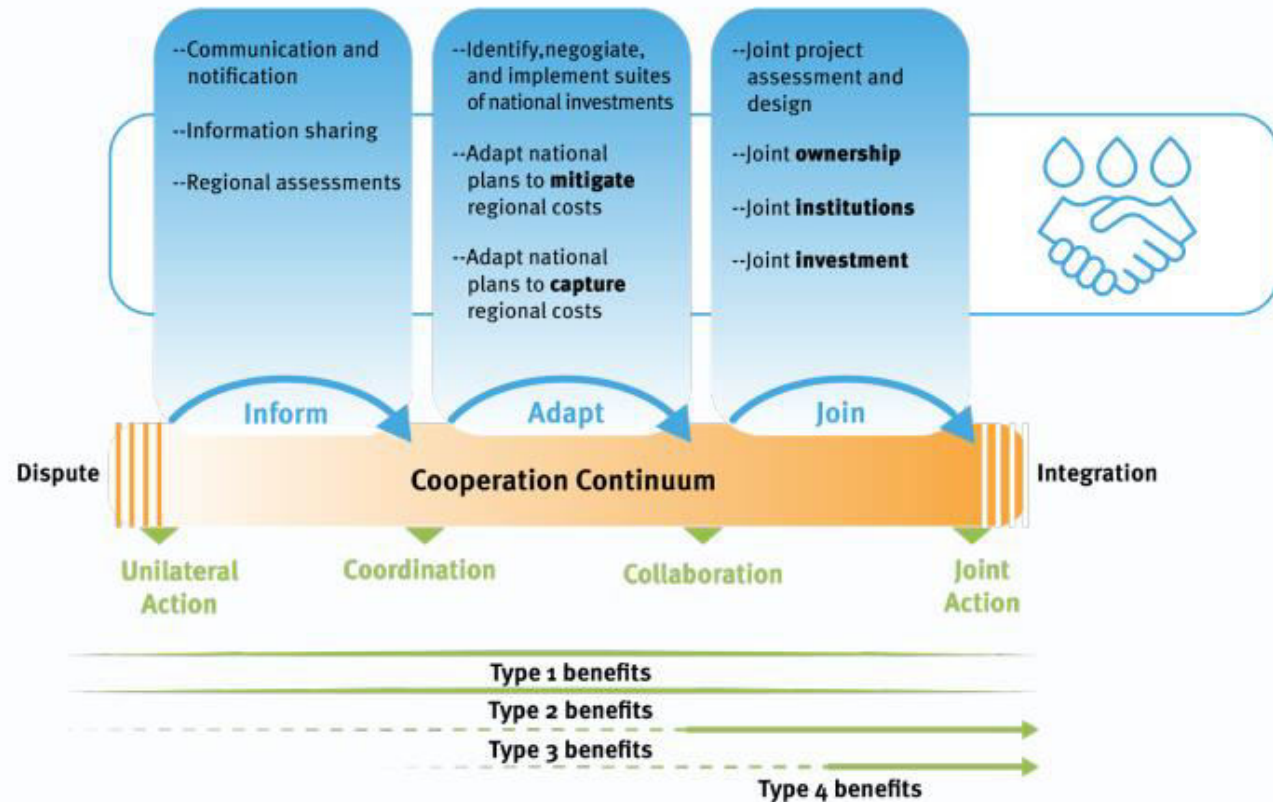 --Communication and
notification
--Information sharing
--Regional assessments
--Identify,negogiate,
and implement suites
of national investments
--Adapt national
plans to mitigate
regional costs
--Adapt national
plans to capture
regional costs
--Joint project
assessment and
design
--Joint ownership
--Joint institutions
--Joint investment
Inform
Adapt
Join
Dispute
Cooperation Continuum
Integration
Unilateral
Action
Coordination
Collaboration
Joint
Action
Type 1 benefits
Type 2 benefits
Type 3 benefits
Type 4 benefits